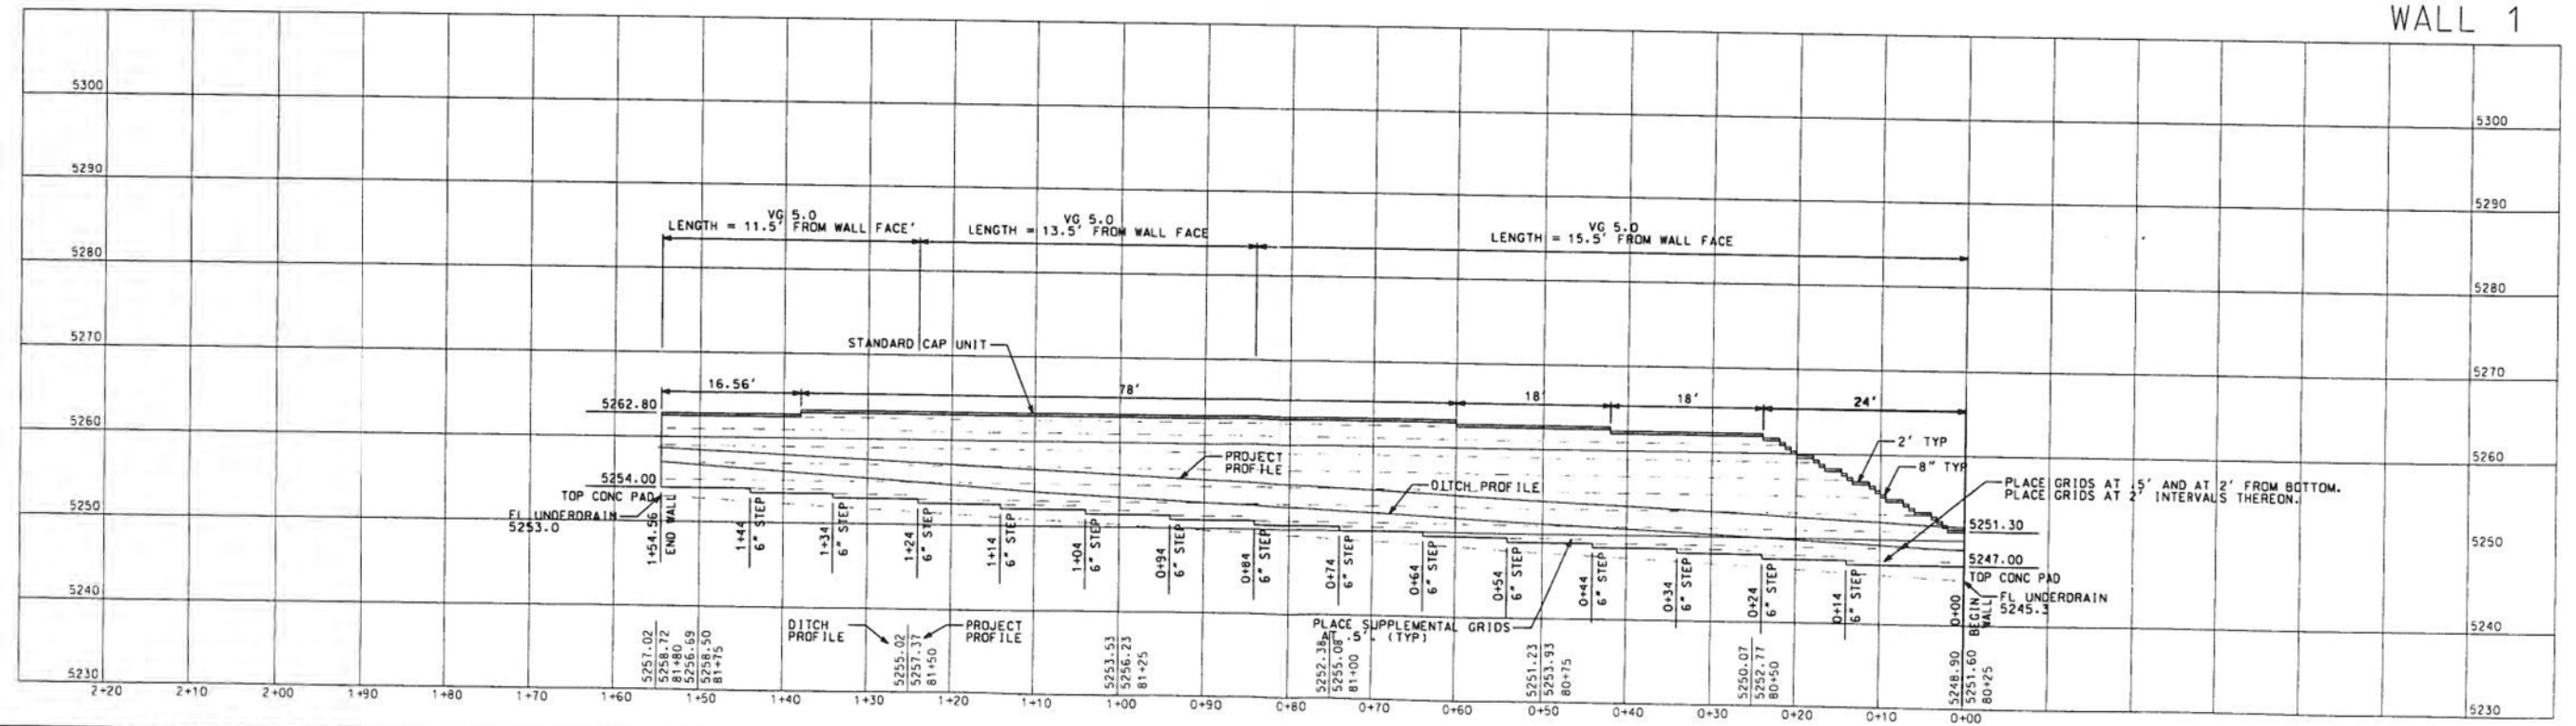 WALL 1
5300
5300
5290
5290
VG 5.0
LENGTH = 11.5' FROM WALL FACE'
VG 5.0
LENGTH = 13.5' FROM WALL FACE
VG 5.0
LENGTH = 15.5' FROM WALL FACE
5280
5280
5270
5270
STANDARD CAP UNIT
16.56'
78'
18'
18'
24'
5262.80
5260
5260
2' TYP
8" TYP
PROJECT
PROFILE
DITCH PROFILE
PLACE GRIDS AT .5' AND AT 2' FROM BOTTOM.
PLACE GRIDS AT 2' INTERVALS THEREON.
5254.00
TOP CONC PAD
FL UNDERDRAIN
5253.0
5250
5250
5251.30
5247.00
TOP CONC PAD
FL UNDERDRAIN
5245.3
1+54.56
END WALL
1+44
6" STEP
1+34
6" STEP
1+24
6" STEP
1+14
6" STEP
1+04
6" STEP
0+94
6" STEP
0+84
6" STEP
0+74
6" STEP
0+64
6" STEP
0+54
6" STEP
0+44
6" STEP
0+34
6" STEP
0+24
6" STEP
0+14
6" STEP
0+00
BEGIN
WALL
5240
5240
DITCH
PROFILE
PROJECT
PROFILE
PLACE SUPPLEMENTAL GRIDS
AT .5'. (TYP)
5257.02
5258.72
81+80
5256.69
5258.50
81+75
5255.02
5257.37
81+50
5253.53
5256.23
81+25
5252.38
5255.08
81+00
5251.23
5253.93
80+75
5250.07
5252.77
80+50
5248.90
5251.60
80+25
5230
5230
2+20 2+10 2+00 1+90 1+80 1+70 1+60 1+50 1+40 1+30 1+20 1+10 1+00 0+90 0+80 0+70 0+60 0+50 0+40 0+30 0+20 0+10 0+00